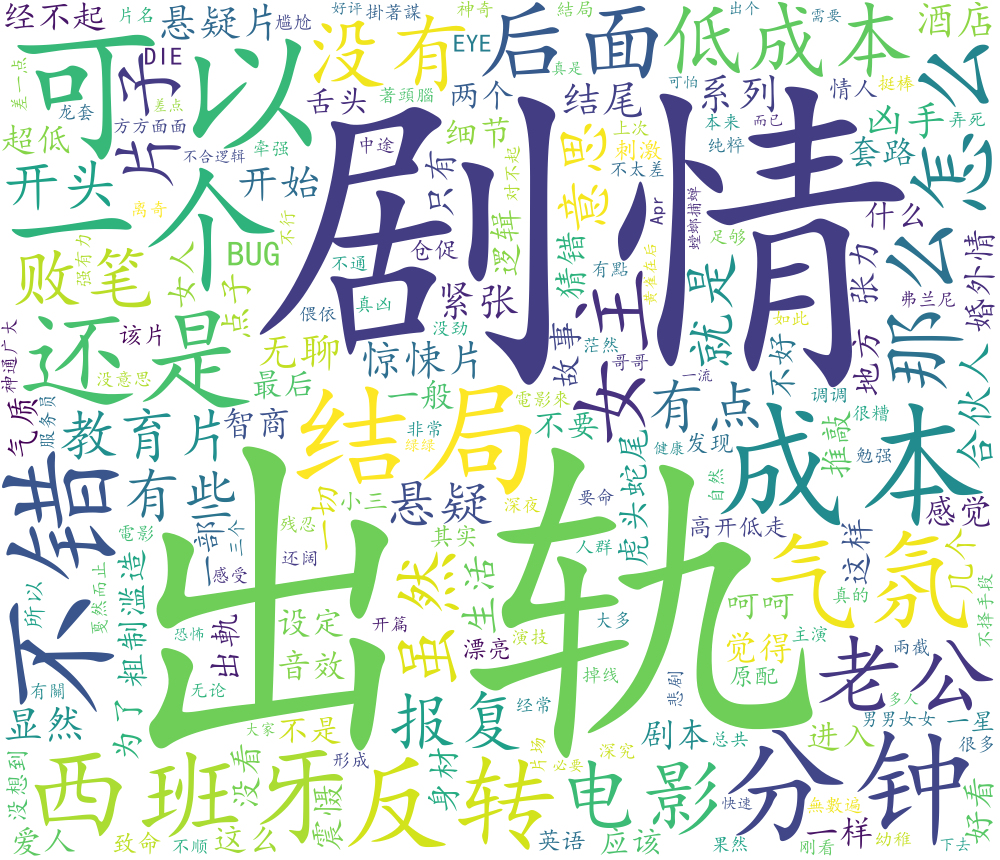 经不起
片名
悬疑片
尴尬
好评
掛著謀
神奇
結局
出个
需要
酒店
DIE
EYE
没有
后面
低成本
怎么
可以
片子
真是
可怕
挺棒
差一点
龙套
差点
舌头
著頭腦
两个
结尾
系列
情人
凶手
弄死
超低
方方面面
中途
细节
上次
本来
而已
不合逻辑
牵强
刺激
纯粹
套路
开头
开始
剧情
只有
对不起
意思
不太差
Apr
螳螂捕蝉
什么
一个
离奇
不行
仓促
逻辑
猜错
足够
败笔
强有力
女人
BUG
不通
紧张
有點
黄雀在后
就是
张力
那么
婚外情
点子
真凶
女王
如此
地方
弗兰尼
神通广大
该片
还是
偎依
没劲
故事
茫然
哥哥
不好
合伙人
没意思
无聊
惊悚片
一流
最后
一般
電影來
有点
调调
很糟
气质
服务员
教育片
智商
非常
绿绿
不要
健康
发现
推敲
勉强
成本
不错
有些
结局
一切
小三
悬疑
深夜
要命
虎头蛇尾
自然
高开低走
感觉
電影
一部
三个
残忍
其实
人群
这样
几个
所以
戛然而止
粗制滥造
感受
还阔
出轨
生活
气氛
真的
不择手段
恐怖
出軌
设定
开篇
虽然
漂亮
演技
大多
呵呵
主演
音效
掉线
觉得
老公
兩截
有關
无论
原配
悲剧
多人
显然
为了
大家
不是
报复
经常
剧本
总共
进入
男男女女
一星
很多
没想到
西班牙
没看
形成
反转
身材
片场
必要
深究
电影
分钟
快速
無數遍
好看
爱人
致命
不顺
这么
震慑
英语
应该
果然
一样
刚看
幼稚
下去